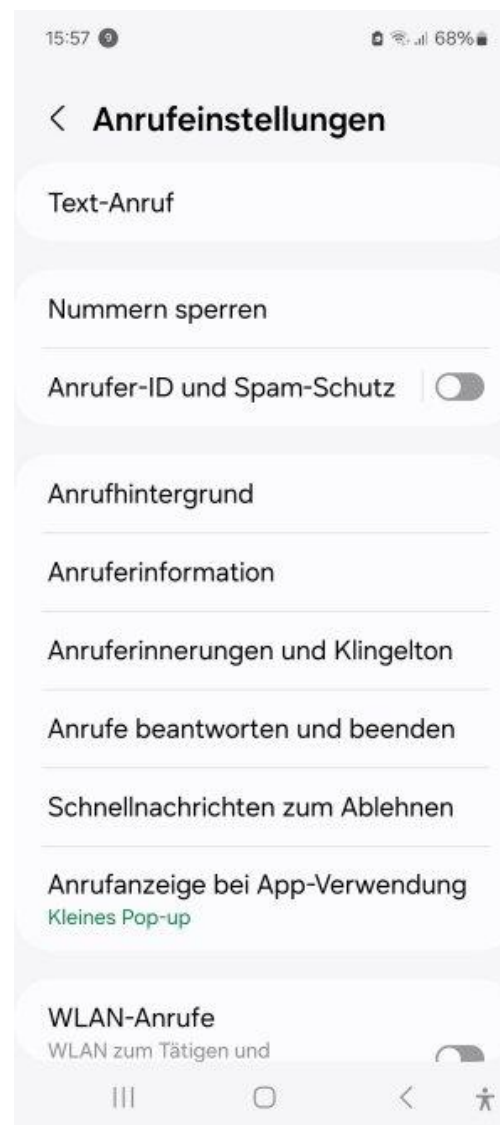 15:57 9 68%
Anrufeinstellungen
Text-Anruf
Nummern sperren
Anrufer-ID und Spam-Schutz
Anrufhintergrund
Anruferinformation
Anruferinnerungen und Klingelton
Anrufe beantworten und beenden
Schnellnachrichten zum Ablehnen
Anrufanzeige bei App-Verwendung
Kleines Pop-up
WLAN-Anrufe
WLAN zum Tätigen und